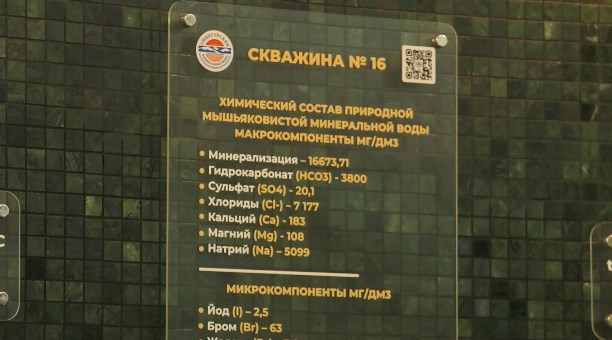 СКВАЖИНА № 16
ХИМИЧЕСКИЙ СОСТАВ ПРИРОДНОЙ
МЫШЬЯКОВИСТОЙ МИНЕРАЛЬНОЙ ВОДЫ
МАКРОКОМПОНЕНТЫ МГ/ДМ3
• Минерализация – 16673,71
• Гидрокарбонат (HCO3) - 3800
• Сульфат (SO4) - 20,1
• Хлориды (Cl-) – 7 177
• Кальций (Ca) - 183
• Магний (Mg) - 108
• Натрий (Na) – 5099
МИКРОКОМПОНЕНТЫ МГ/ДМ3
• Йод (I) – 2,5
• Бром (Br) – 63